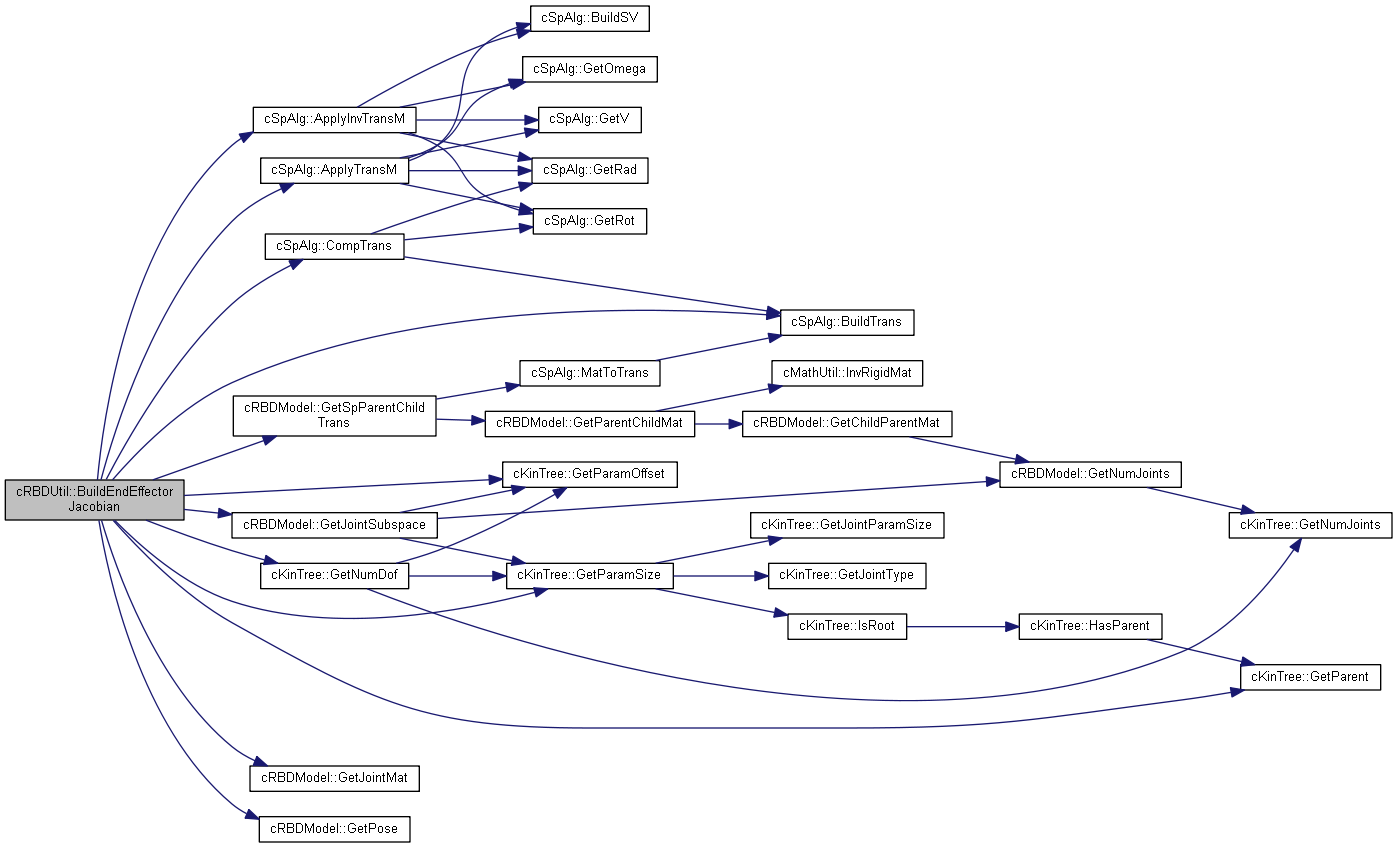 cSpAlg::BuildSV
cSpAlg::GetOmega
cSpAlg::ApplyInvTransM
cSpAlg::GetV
cSpAlg::ApplyTransM
cSpAlg::GetRad
cSpAlg::GetRot
cSpAlg::CompTrans
cSpAlg::BuildTrans
cSpAlg::MatToTrans
cMathUtil::InvRigidMat
cRBDModel::GetSpParentChild
Trans
cRBDModel::GetParentChildMat
cRBDModel::GetChildParentMat
cKinTree::GetParamOffset
cRBDModel::GetNumJoints
cRBDUtil::BuildEndEffector
Jacobian
cRBDModel::GetJointSubspace
cKinTree::GetJointParamSize
cKinTree::GetNumJoints
cKinTree::GetNumDof
cKinTree::GetParamSize
cKinTree::GetJointType
cKinTree::IsRoot
cKinTree::HasParent
cKinTree::GetParent
cRBDModel::GetJointMat
cRBDModel::GetPose